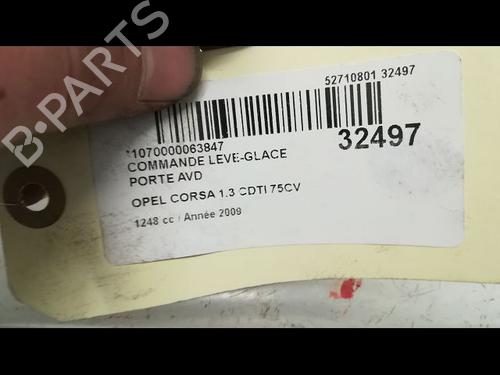 52710801 32497
*1070000063847
32497
COMMANDE LEVE-GLACE
PORTE AVD
OPEL CORSA 1.3 CDTI 75CV
1248 cc / Année 2009
B-PARTS